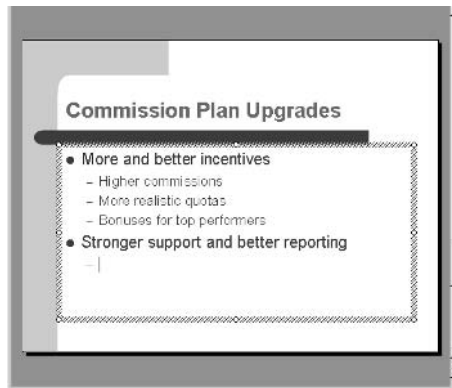 Commission Plan Upgrades
● More and better incentives
– Higher commissions
– More realistic quotas
– Bonuses for top performers
● Stronger support and better reporting
–